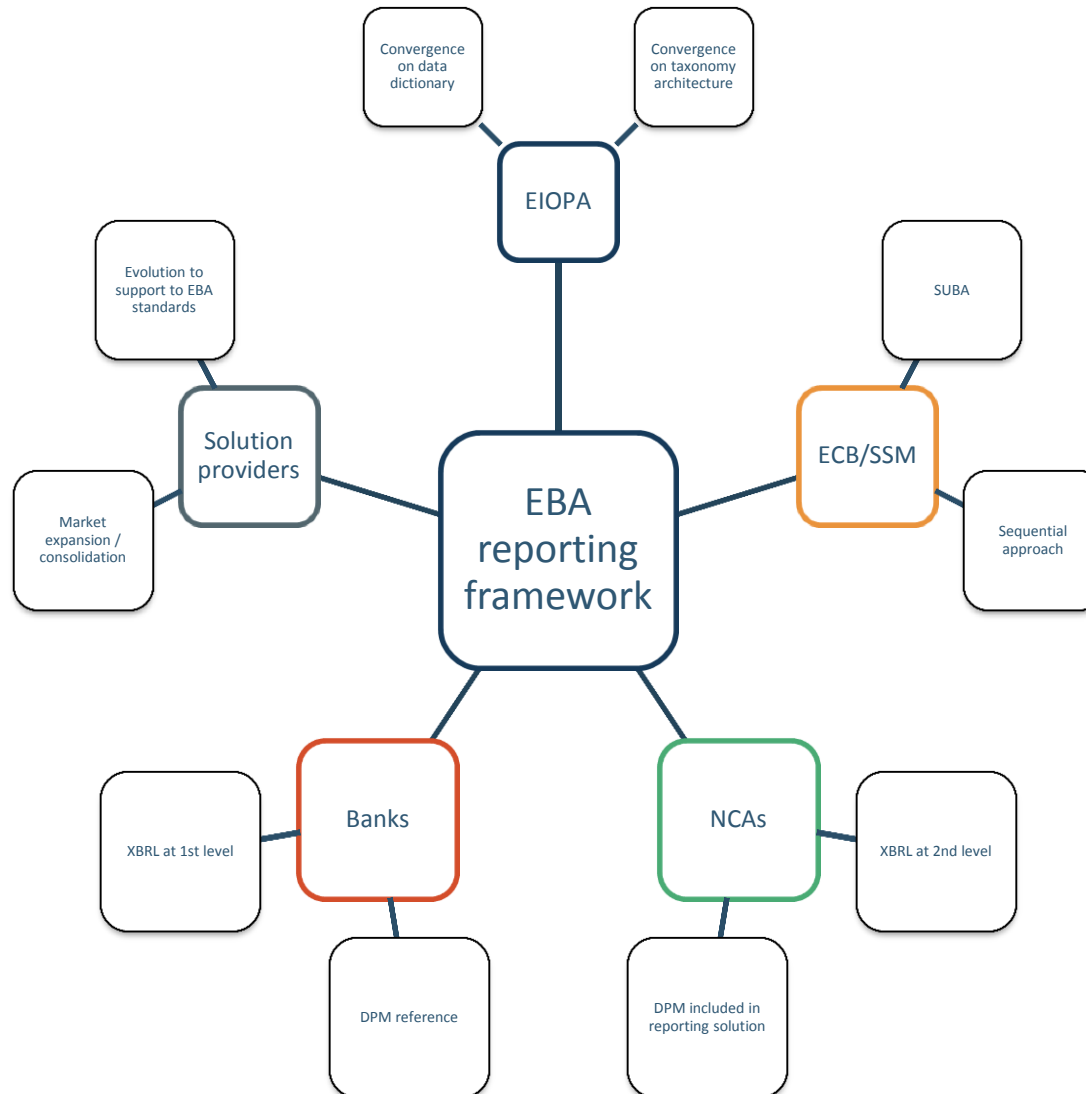 Convergence
on data
dictionary
Convergence
on taxonomy
architecture
EIOPA
Evolution to
support to EBA
standards
SUBA
Solution
providers
ECB/SSM
EBA
reporting
framework
Market
expansion /
consolidation
Sequential
approach
Banks
NCAs
XBRL at 1st level
XBRL at 2nd level
DPM reference
DPM included in
reporting solution